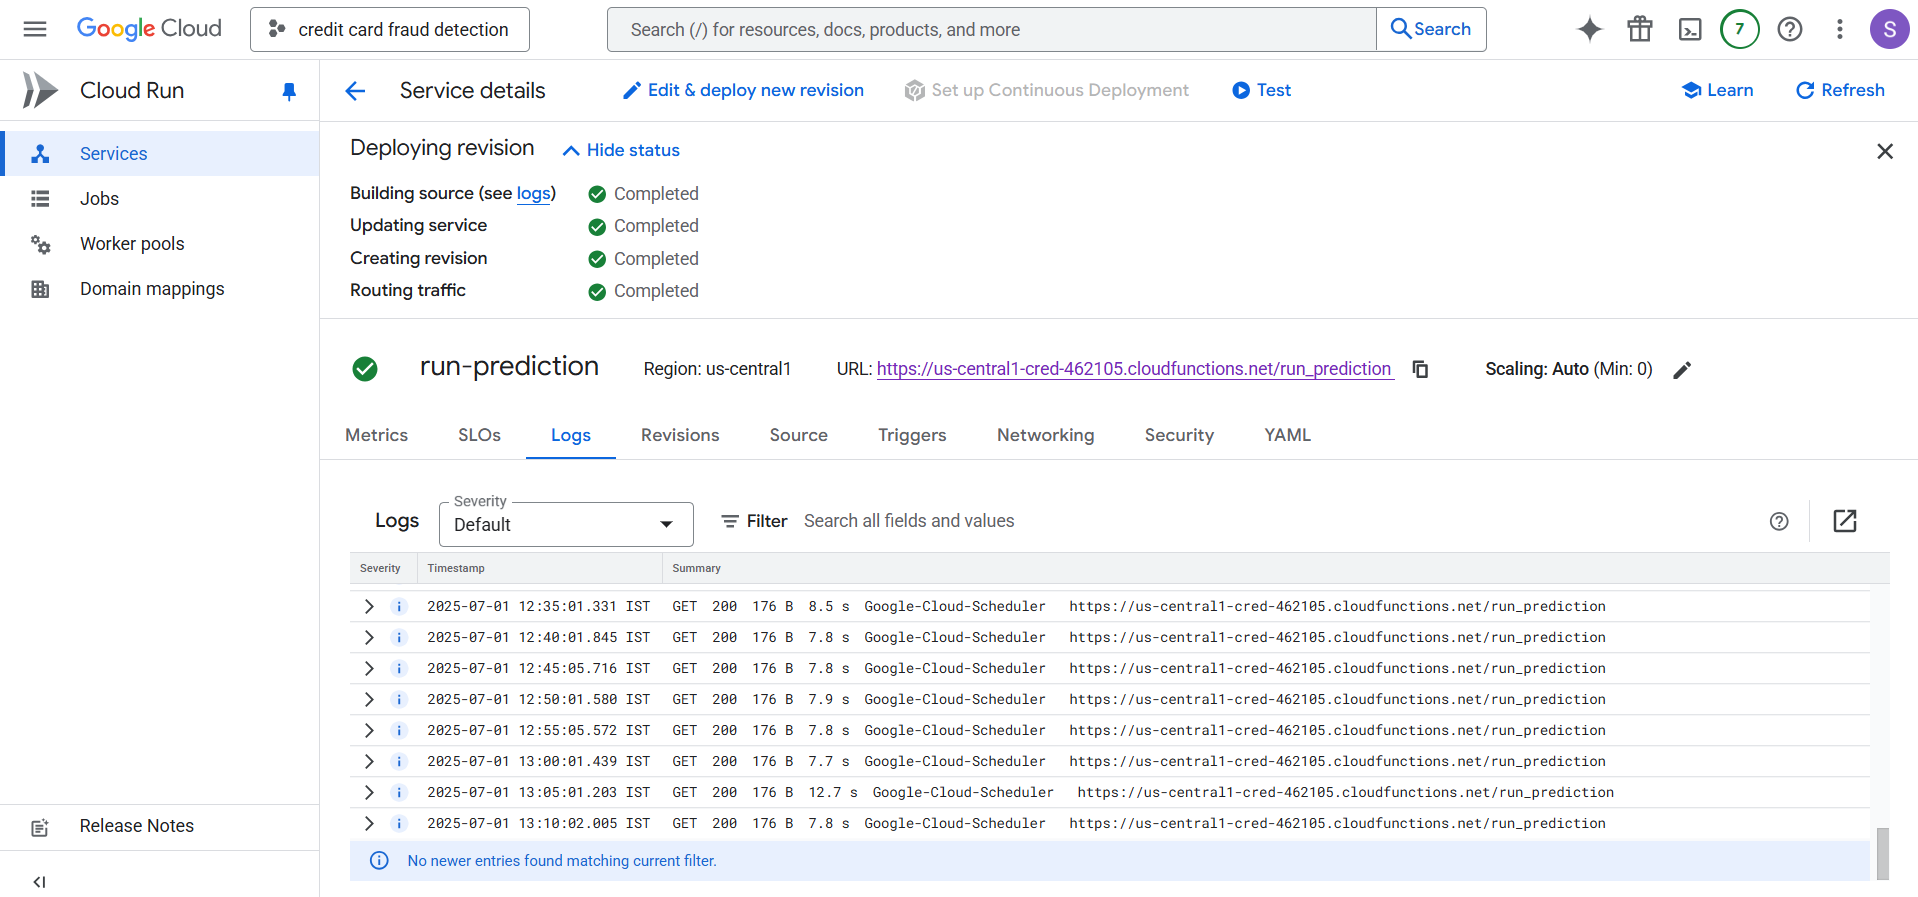 Google Cloud
credit card fraud detection
Search (/) for resources, docs, products, and more
Search
7
S
Cloud Run
Service details
Edit & deploy new revision
Set up Continuous Deployment
Test
Learn
Refresh
Services
Jobs
Worker pools
Domain mappings
Release Notes
Deploying revision
Hide status
Building source (see logs) Completed
Updating service Completed
Creating revision Completed
Routing traffic Completed
run-prediction
Region: us-central1
URL: https://us-central1-cred-462105.cloudfunctions.net/run_prediction
Scaling: Auto (Min: 0)
Metrics SLOs Logs Revisions Source Triggers Networking Security YAML
Logs
Severity
Default
Filter
Search all fields and values
Severity Timestamp Summary
2025-07-01 12:35:01.331 IST GET 200 176 B 8.5 s Google-Cloud-Scheduler https://us-central1-cred-462105.cloudfunctions.net/run_prediction
2025-07-01 12:40:01.845 IST GET 200 176 B 7.8 s Google-Cloud-Scheduler https://us-central1-cred-462105.cloudfunctions.net/run_prediction
2025-07-01 12:45:05.716 IST GET 200 176 B 7.8 s Google-Cloud-Scheduler https://us-central1-cred-462105.cloudfunctions.net/run_prediction
2025-07-01 12:50:01.580 IST GET 200 176 B 7.9 s Google-Cloud-Scheduler https://us-central1-cred-462105.cloudfunctions.net/run_prediction
2025-07-01 12:55:05.572 IST GET 200 176 B 7.8 s Google-Cloud-Scheduler https://us-central1-cred-462105.cloudfunctions.net/run_prediction
2025-07-01 13:00:01.439 IST GET 200 176 B 7.7 s Google-Cloud-Scheduler https://us-central1-cred-462105.cloudfunctions.net/run_prediction
2025-07-01 13:05:01.203 IST GET 200 176 B 12.7 s Google-Cloud-Scheduler https://us-central1-cred-462105.cloudfunctions.net/run_prediction
2025-07-01 13:10:02.005 IST GET 200 176 B 7.8 s Google-Cloud-Scheduler https://us-central1-cred-462105.cloudfunctions.net/run_prediction
No newer entries found matching current filter.